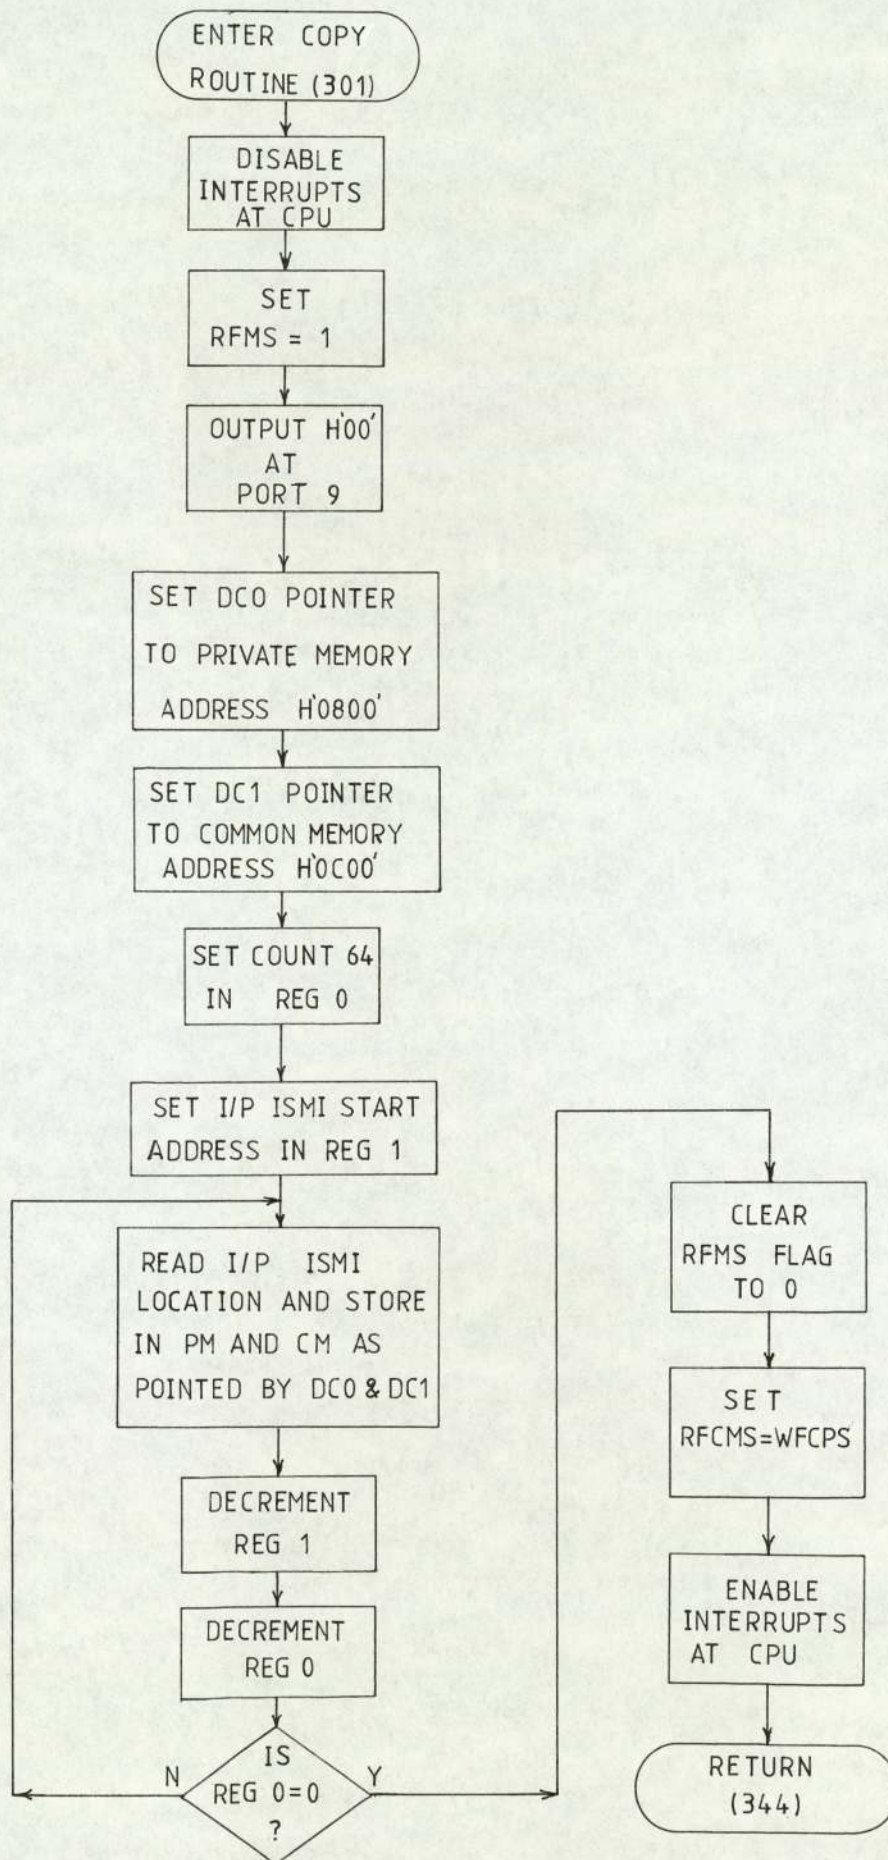 ENTER COPY
ROUTINE (301)
DISABLE
INTERRUPTS
AT CPU
SET
RFMS = 1
OUTPUT H'00'
AT
PORT 9
SET DC0 POINTER
TO PRIVATE MEMORY
ADDRESS H'0800'
SET DC1 POINTER
TO COMMON MEMORY
ADDRESS H'0C00'
SET COUNT 64
IN REG 0
SET I/P ISMI START
ADDRESS IN REG 1
READ I/P ISMI
LOCATION AND STORE
IN PM AND CM AS
POINTED BY DC0 & DC1
DECREMENT
REG 1
DECREMENT
REG 0
IS
REG 0=0
?
N
Y
CLEAR
RFMS FLAG
TO 0
SET
RFCMS=WFCPS
ENABLE
INTERRUPTS
AT CPU
RETURN
(344)